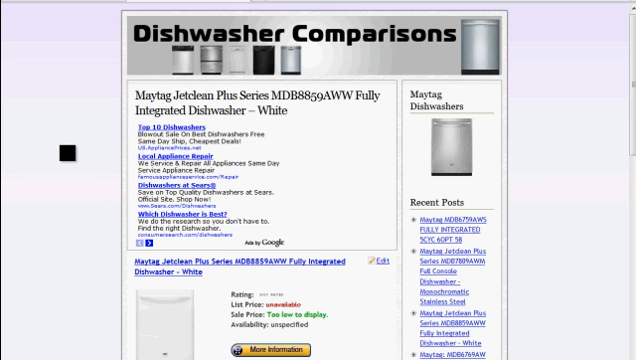 Dishwasher Comparisons
Maytag Jetclean Plus Series MDB8859AWW Fully
Integrated Dishwasher – White
Top 10 Dishwashers
Blowout Sale On Best Dishwashers Free
Same Day Ship, Cheapest Deals!
US.AppliancePrices.net
Local Appliance Repair
We Service & Repair All Appliances Same Day
Service Appliance Repair
famousapplianceservice.com/Repair
Dishwashers at Sears®
Save on Top Quality Dishwashers at Sears.
Official Site. Shop Now!
www.Sears.com/Dishwashers
Which Dishwasher is Best?
We do the research so you don't have to.
Find the right Dishwasher.
consumersearch.com/dishwashers
Ads by Google
Maytag Jetclean Plus Series MDB8859AWW Fully Integrated
Dishwasher - White
Edit
Rating: NOT RATED
List Price: unavailable
Sale Price: Too low to display.
Availability: unspecified
More Information
Maytag
Dishwashers
Recent Posts
Maytag MDB6759AWS
FULLY INTEGRATED
5CYC 6OPT 58
Maytag Jetclean Plus
Series MDB7809AWM
Full Console
Dishwasher -
Monochromatic
Stainless Steel
Maytag Jetclean Plus
Series MDB8859AWW
Fully Integrated
Dishwasher - White
Maytag: MDB6769AW